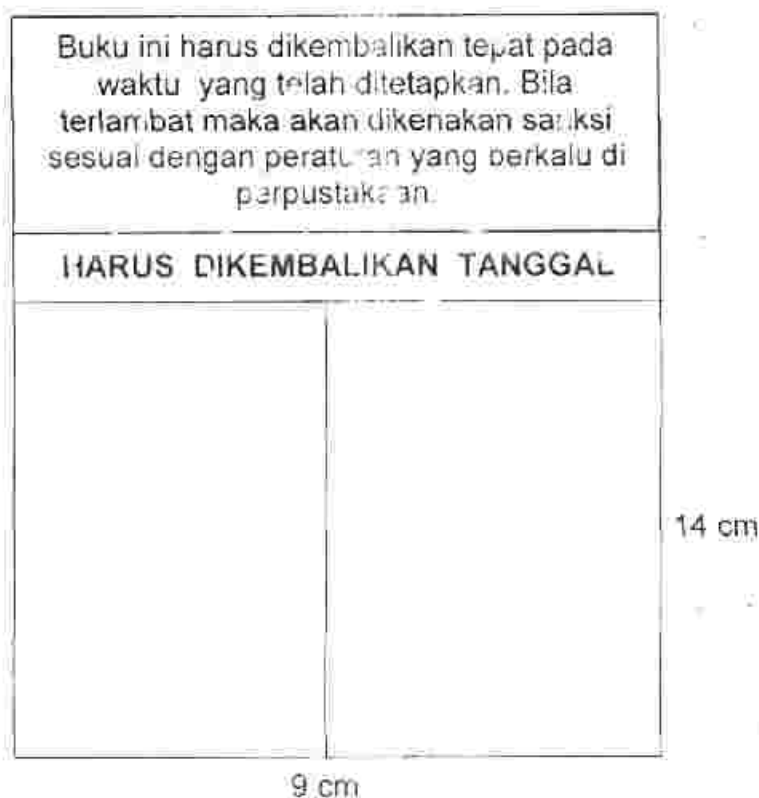 Buku ini harus dikembalikan tepat pada
waktu yang telah ditetapkan. Bila
terlambat maka akan dikenakan sanksi
sesuai dengan peraturan yang berkalu di
perpustakaan.
HARUS DIKEMBALIKAN TANGGAL
14 cm
9 cm